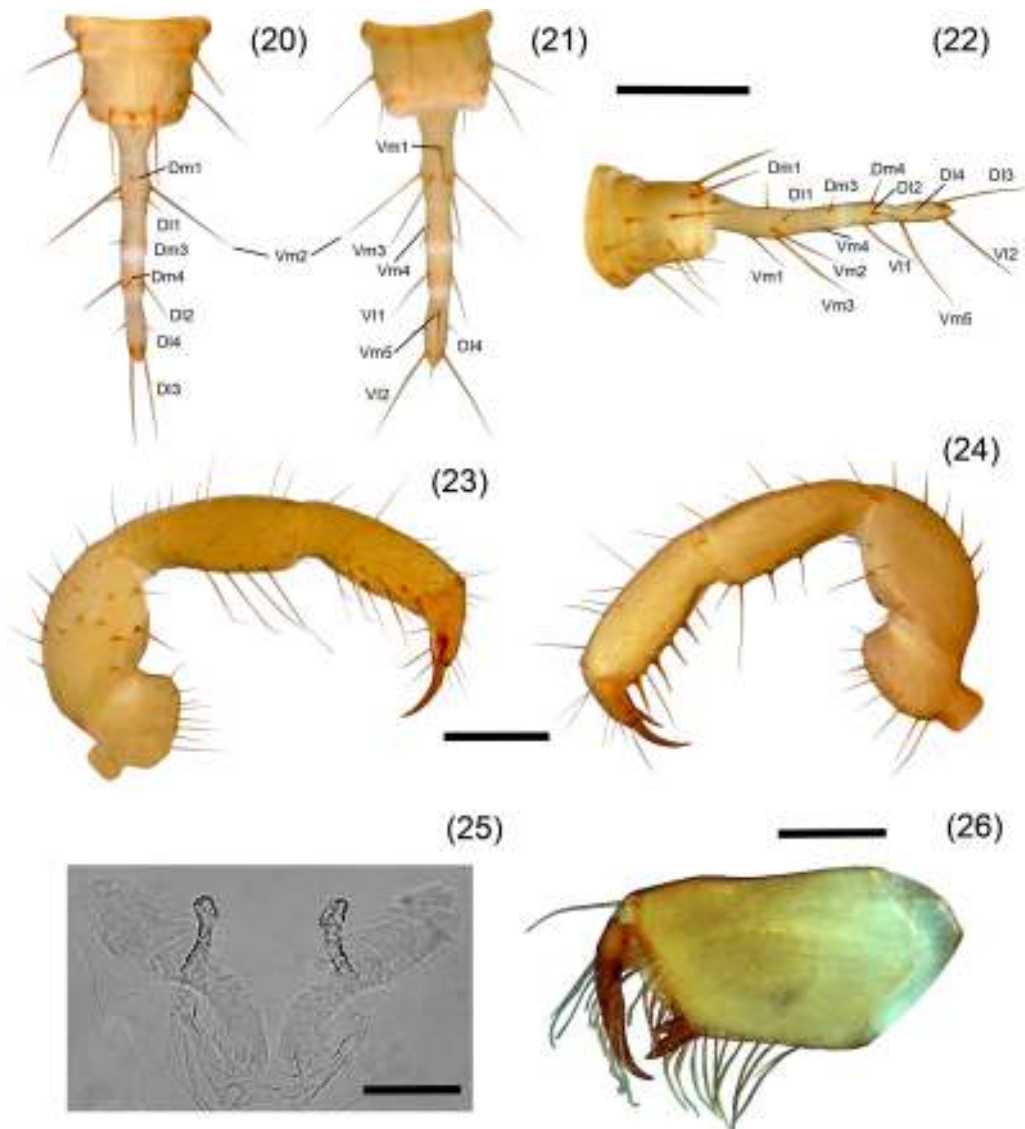 (20)
(21)
(22)
Dm1
Dl1
Dm3
Dm4
Dl2
Dl4
Dl3
Vm2
Vm1
Vm3
Vm4
Vl1
Vm5
Dl4
Vl2
Dm1
Dl1
Dm3
Dm4
Dl2
Dl4
Dl3
Vm4
Vm1
Vm2
Vl1
Vl2
Vm3
Vm5
(23)
(24)
(25)
(26)